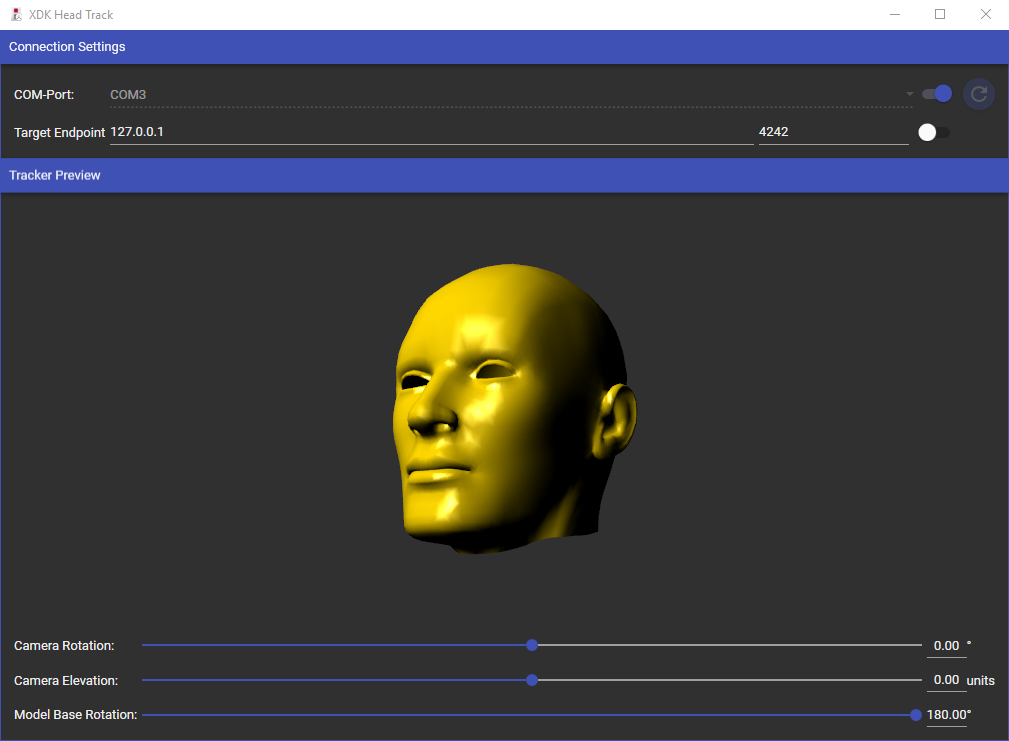 XDK Head Track
Connection Settings
COM-Port: COM3
Target Endpoint 127.0.0.1 4242
Tracker Preview
Camera Rotation: 0.00 °
Camera Elevation: 0.00 units
Model Base Rotation: 180.00°